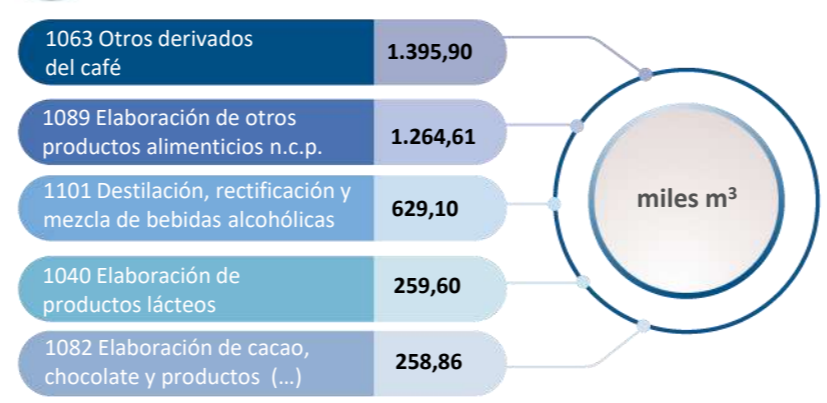 1063 Otros derivados
del café
1.395,90
1089 Elaboración de otros
productos alimenticios n.c.p.
1.264,61
1101 Destilación, rectificación y
mezcla de bebidas alcohólicas
629,10
1040 Elaboración de
productos lácteos
259,60
1082 Elaboración de cacao,
chocolate y productos (...)
258,86
miles m³